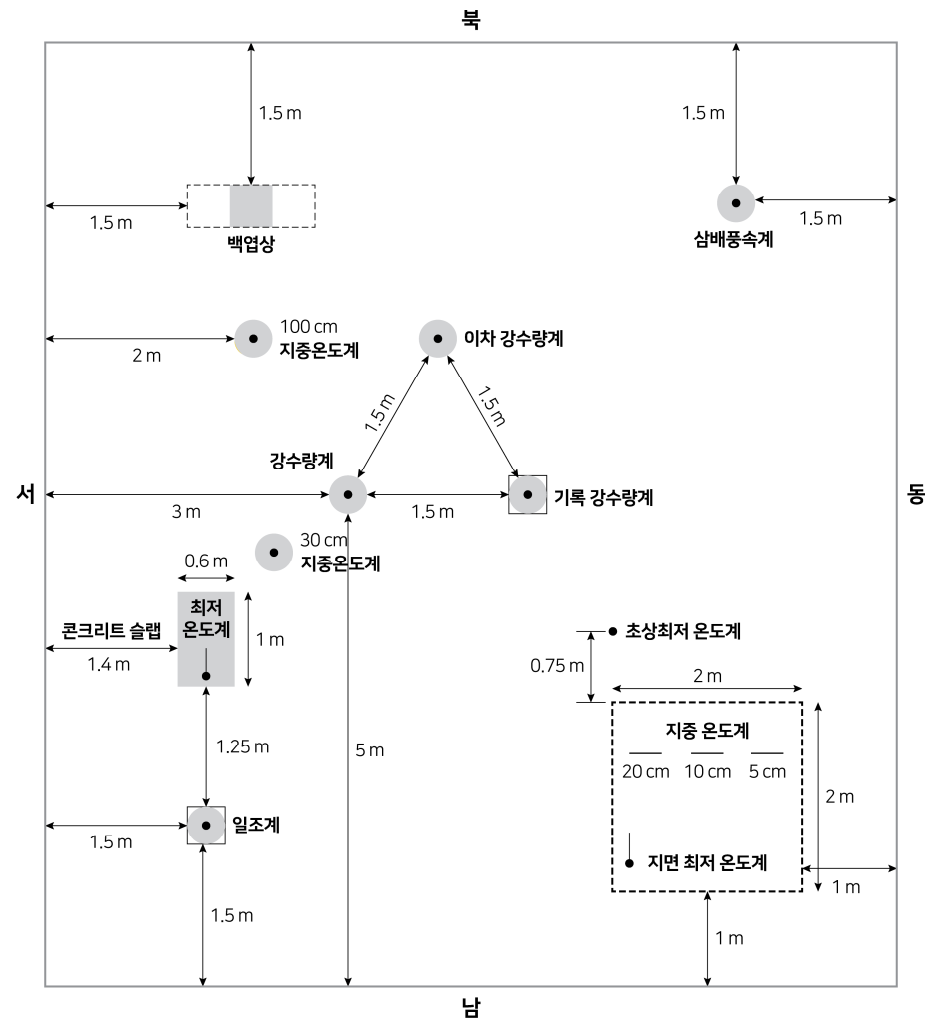 북
1.5 m
1.5 m
1.5 m
백엽상
1.5 m
삼배풍속계
2 m
100 cm
지중온도계
이차 강수량계
1.5 m
1.5 m
강수량계
서
3 m
1.5 m
기록 강수량계
동
30 cm
지중온도계
0.6 m
콘크리트 슬랩
1.4 m
최저
온도계
1 m
초상최저 온도계
0.75 m
2 m
1.25 m
5 m
지중 온도계
20 cm 10 cm 5 cm
2 m
1.5 m
일조계
지면 최저 온도계
1 m
1.5 m
1 m
남